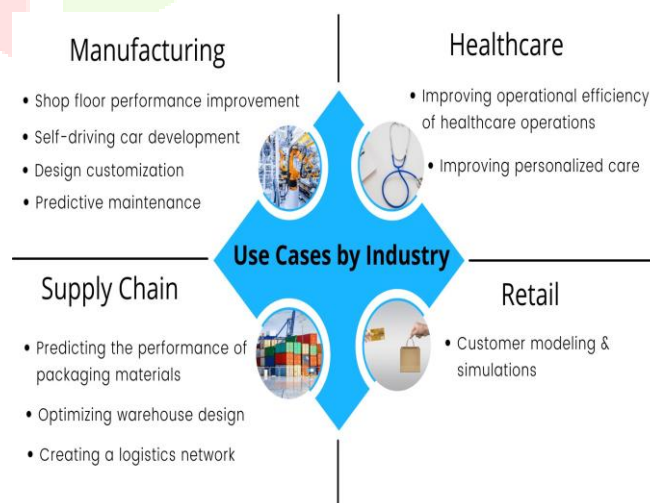 Manufacturing
• Shop floor performance improvement
• Self-driving car development
• Design customization
• Predictive maintenance
Healthcare
• Improving operational efficiency
of healthcare operations
• Improving personalized care
Use Cases by Industry
Supply Chain
• Predicting the performance of
packaging materials
• Optimizing warehouse design
• Creating a logistics network
Retail
• Customer modeling &
simulations